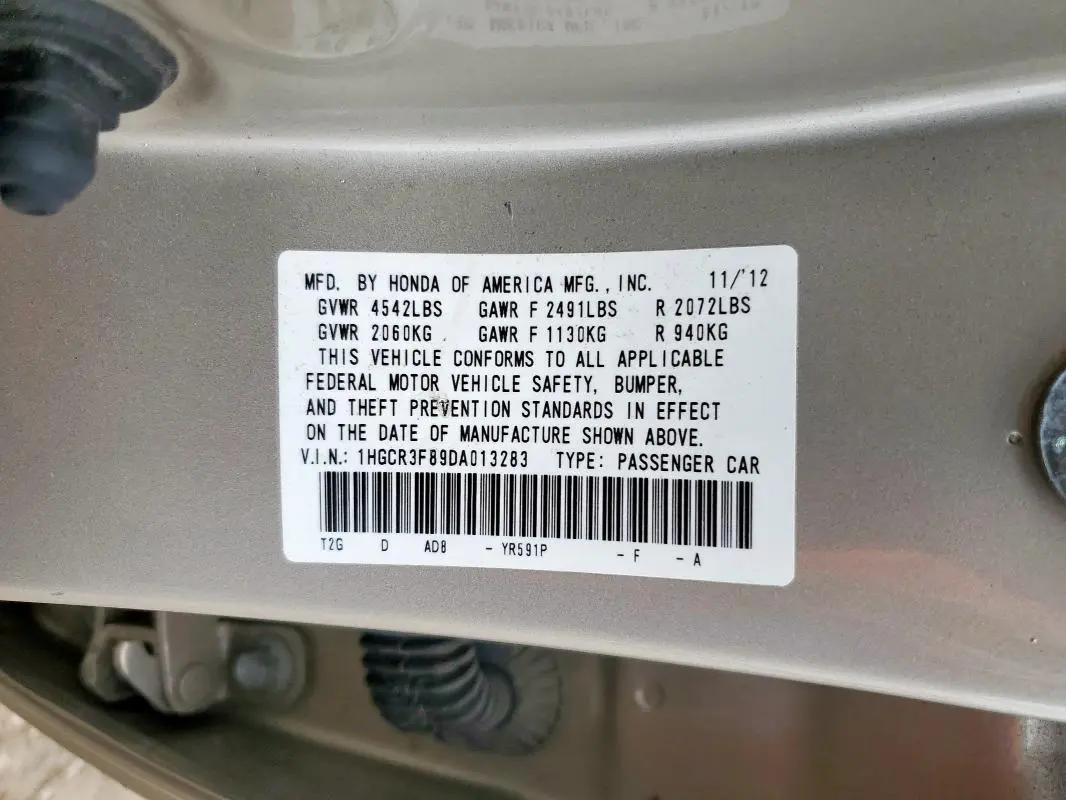 MFD. BY HONDA OF AMERICA MFG., INC. 11/'12
GVWR 4542LBS GAWR F 2491LBS R 2072LBS
GVWR 2060KG GAWR F 1130KG R 940KG
THIS VEHICLE CONFORMS TO ALL APPLICABLE
FEDERAL MOTOR VEHICLE SAFETY, BUMPER,
AND THEFT PREVENTION STANDARDS IN EFFECT
ON THE DATE OF MANUFACTURE SHOWN ABOVE.
V.I.N.: 1HGCR3F89DA013283 TYPE: PASSENGER CAR
T2G D AD8 - YR591P - F - A